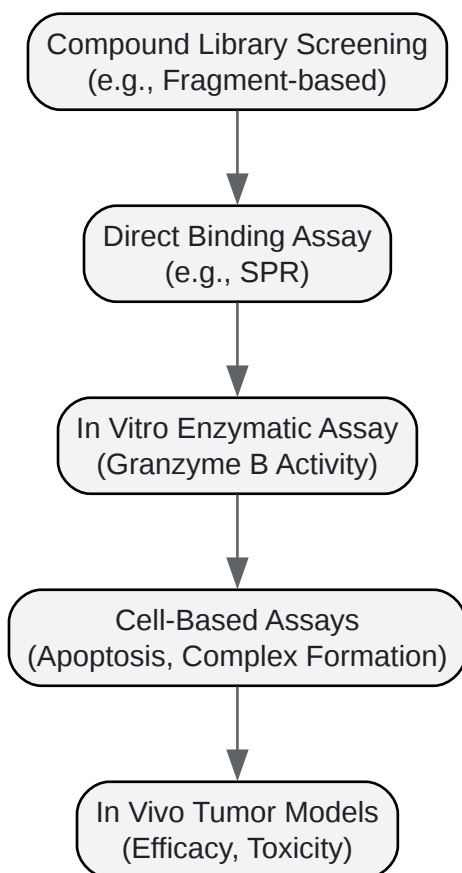 Compound Library Screening
(e.g., Fragment-based)
Direct Binding Assay
(e.g., SPR)
In Vitro Enzymatic Assay
(Granzyme B Activity)
Cell-Based Assays
(Apoptosis, Complex Formation)
In Vivo Tumor Models
(Efficacy, Toxicity)